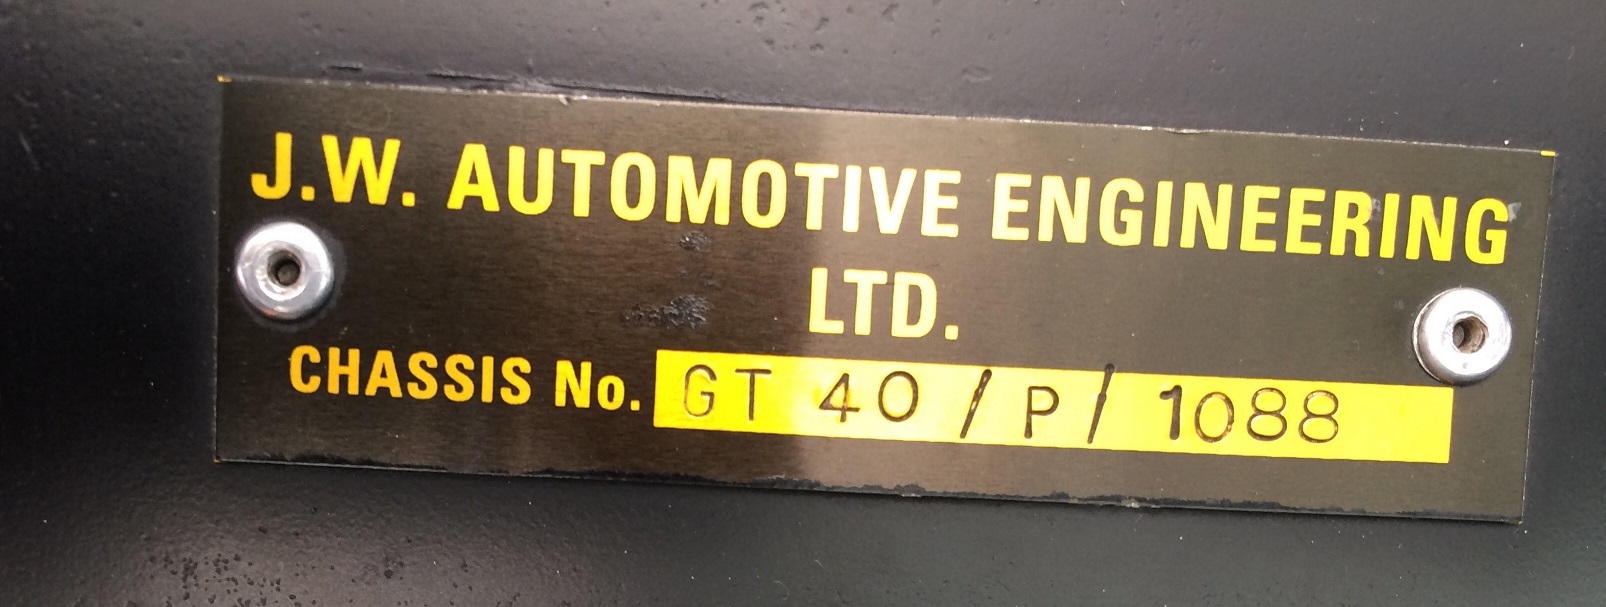 J.W. AUTOMOTIVE ENGINEERING
LTD.
CHASSIS No. GT 40 / P / 1088